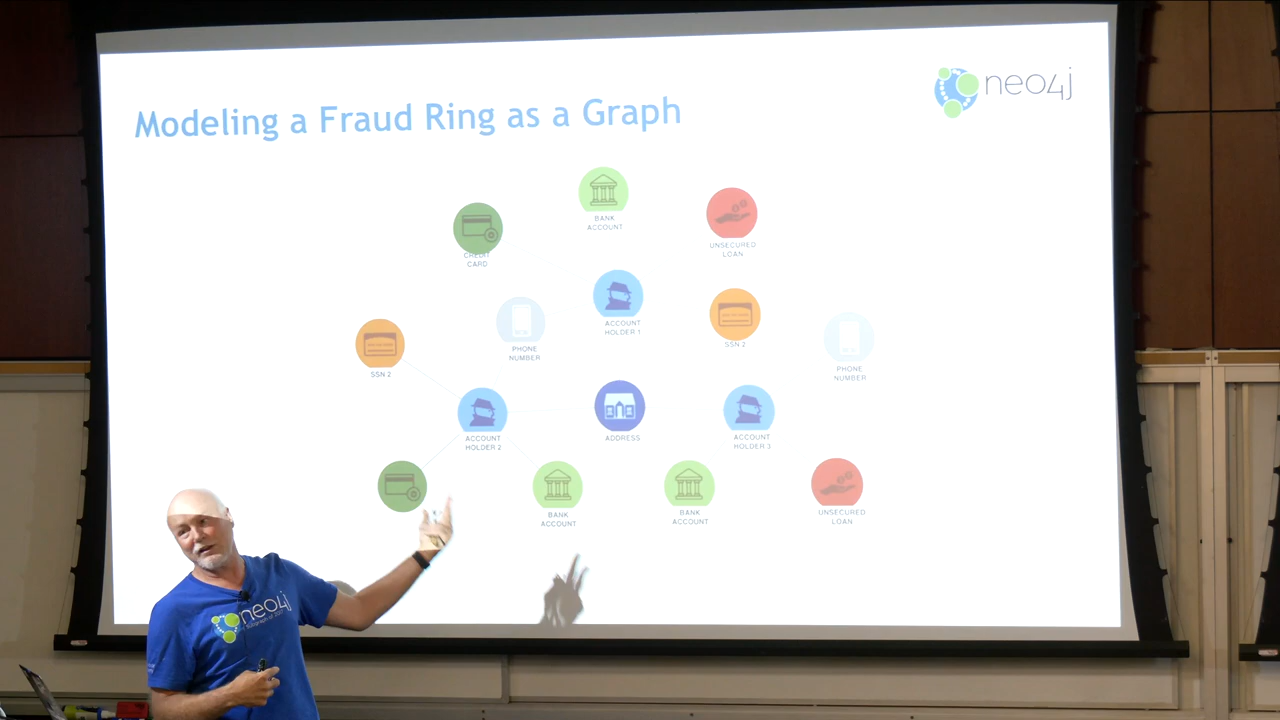 neo4j
Modeling a Fraud Ring as a Graph
BANK
ACCOUNT
CREDIT
CARD
UNSECURED
LOAN
ACCOUNT
HOLDER 1
PHONE
NUMBER
SSN 2
SSN 2
PHONE
NUMBER
ACCOUNT
HOLDER 2
ADDRESS
ACCOUNT
HOLDER 3
BANK
ACCOUNT
BANK
ACCOUNT
UNSECURED
LOAN
neo4j